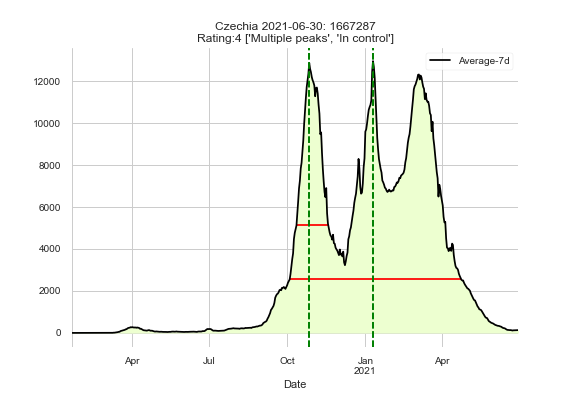 Czechia 2021-06-30: 1667287
Rating:4 ['Multiple peaks', 'In control']
Average-7d
12000
10000
8000
6000
4000
2000
0
Apr
Jul
Oct
Jan
2021
Apr
Date